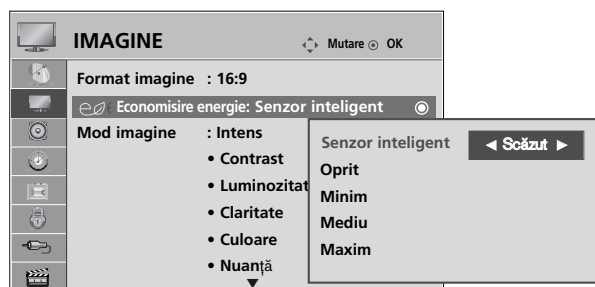 IMAGINE
Mutare OK
Format imagine : 16:9
Economisire energie: Senzor inteligent
Mod imagine : Intens
• Contrast
• Luminozitat
• Claritate
• Culoare
• Nuanță
Senzor inteligent ◄ Scăzut ►
Oprit
Minim
Mediu
Maxim